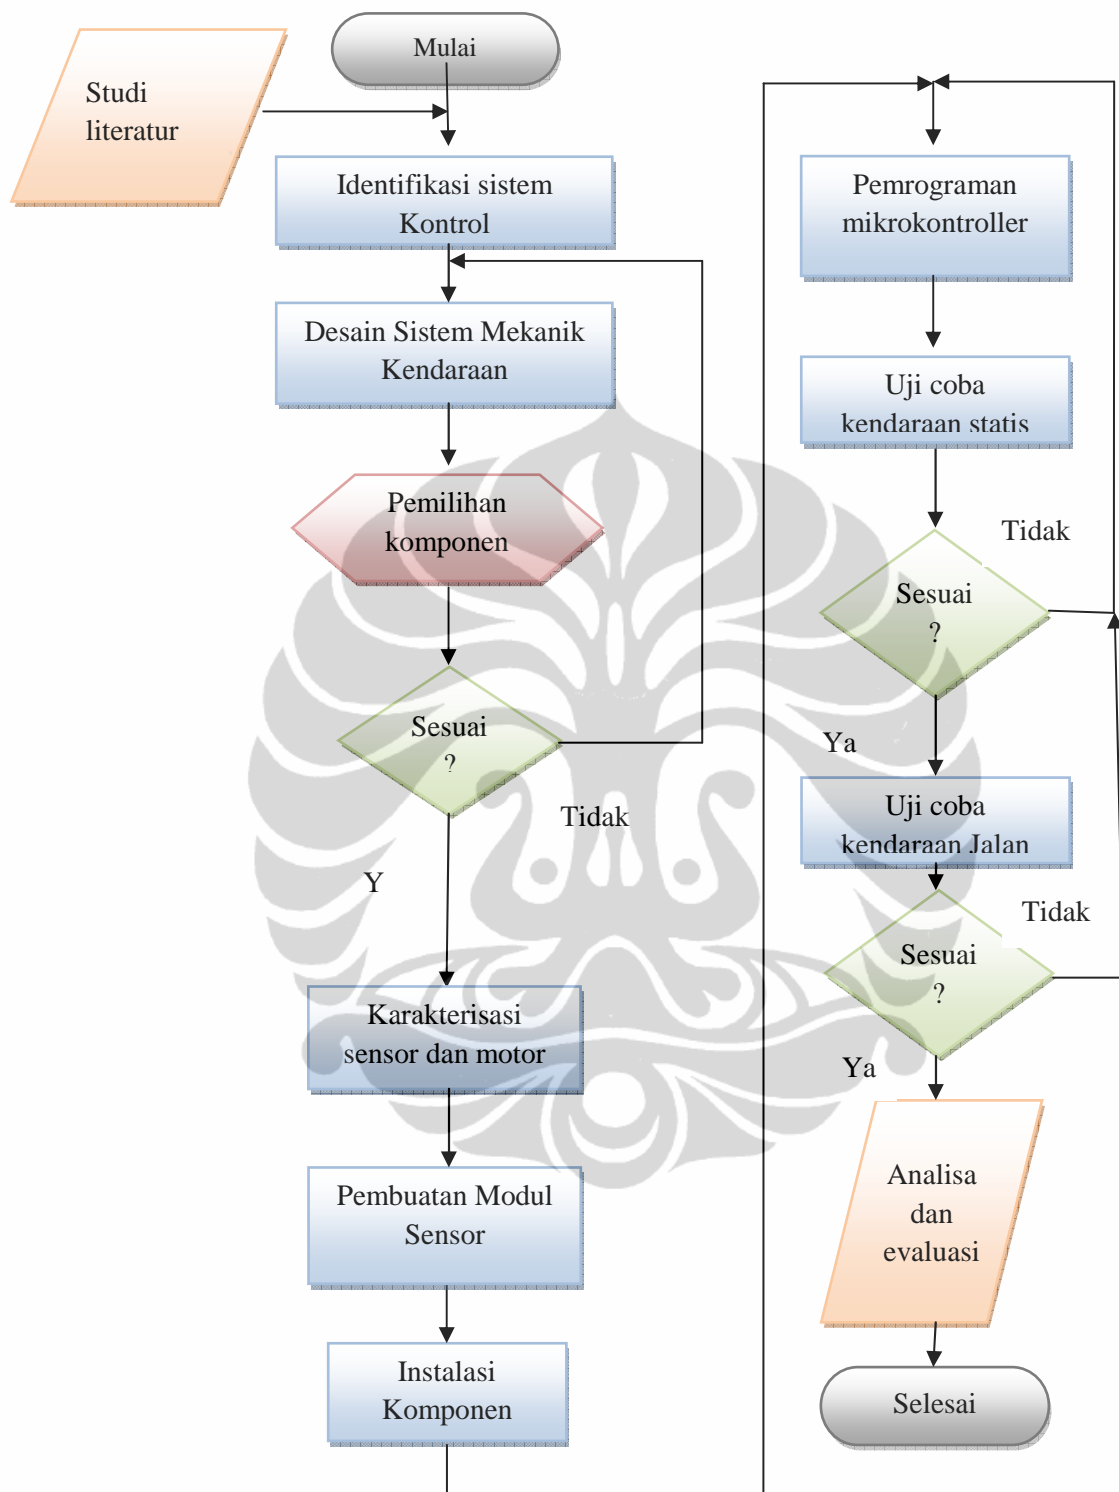 Mulai
Studi
literatur
Identifikasi sistem
Kontrol
Desain Sistem Mekanik
Kendaraan
Pemilihan
komponen
Sesuai
?
Tidak
Y
Karakterisasi
sensor dan motor
Pembuatan Modul
Sensor
Instalasi
Komponen
Pemrograman
mikrokontroller
Uji coba
kendaraan statis
Tidak
Sesuai
?
Ya
Uji coba
kendaraan Jalan
Tidak
Sesuai
?
Ya
Analisa
dan
evaluasi
Selesai